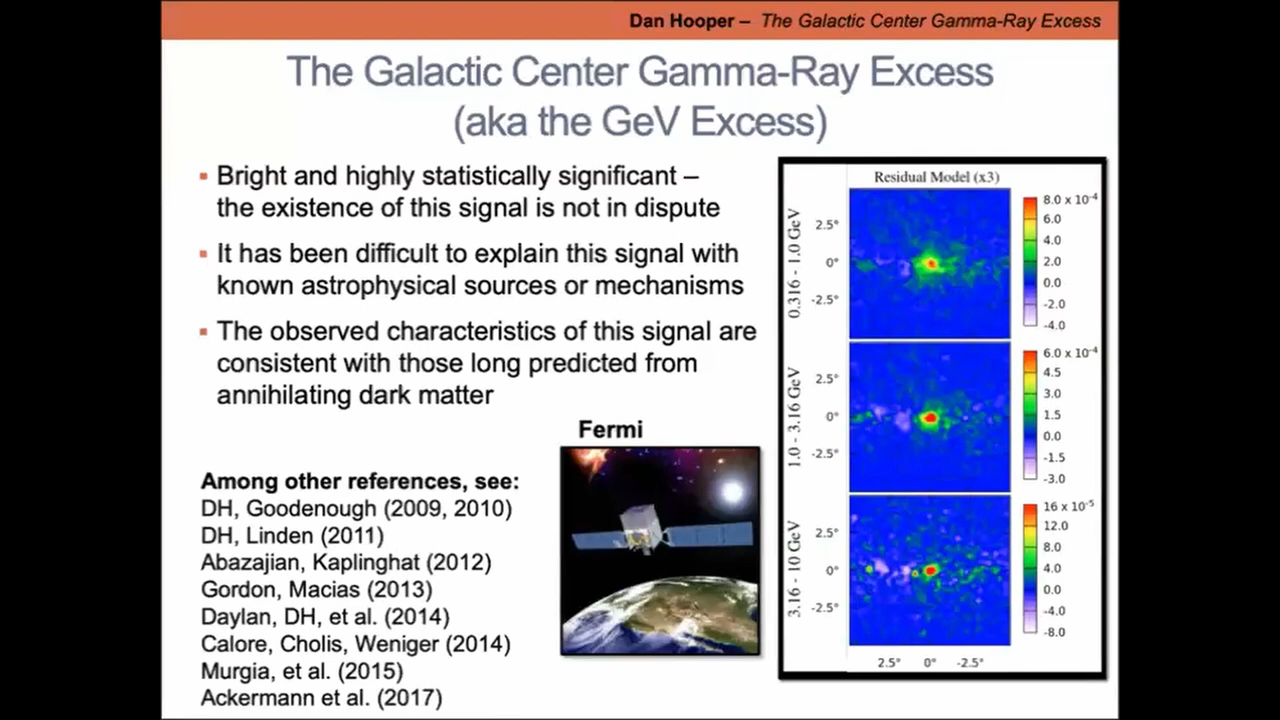 Dan Hooper – The Galactic Center Gamma-Ray Excess
The Galactic Center Gamma-Ray Excess
(aka the GeV Excess)
▪ Bright and highly statistically significant –
the existence of this signal is not in dispute
▪ It has been difficult to explain this signal with
known astrophysical sources or mechanisms
▪ The observed characteristics of this signal are
consistent with those long predicted from
annihilating dark matter
Fermi
Among other references, see:
DH, Goodenough (2009, 2010)
DH, Linden (2011)
Abazajian, Kaplinghat (2012)
Gordon, Macias (2013)
Daylan, DH, et al. (2014)
Calore, Cholis, Weniger (2014)
Murgia, et al. (2015)
Ackermann et al. (2017)
Residual Model (x3)
0.316 - 1.0 GeV
2.5°
0°
-2.5°
8.0 x 10⁻⁴
6.0
4.0
2.0
0.0
-2.0
-4.0
1.0 - 3.16 GeV
2.5°
0°
-2.5°
6.0 x 10⁻⁴
4.5
3.0
1.5
0.0
-1.5
-3.0
3.16 - 10 GeV
2.5°
0°
-2.5°
16 x 10⁻⁵
12.0
8.0
4.0
0.0
-4.0
-8.0
2.5° 0° -2.5°